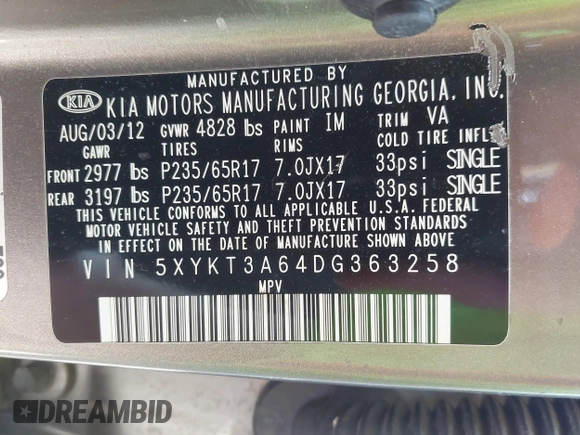 MANUFACTURED BY
KIA KIA MOTORS MANUFACTURING GEORGIA, INC.
AUG/03/12 GVWR 4828 lbs PAINT IM TRIM VA
GAWR TIRES RIMS COLD TIRE INFL.
FRONT 2977 lbs P235/65R17 7.0JX17 33psi SINGLE
REAR 3197 lbs P235/65R17 7.0JX17 33psi SINGLE
THIS VEHICLE CONFORMS TO ALL APPLICABLE U.S.A. FEDERAL
MOTOR VEHICLE SAFETY AND THEFT PREVENTION STANDARDS IN
EFFECT ON THE DATE OF MANUFACTURE SHOWN ABOVE.
VIN 5XYKT3A64DG363258
MPV
DREAMBID